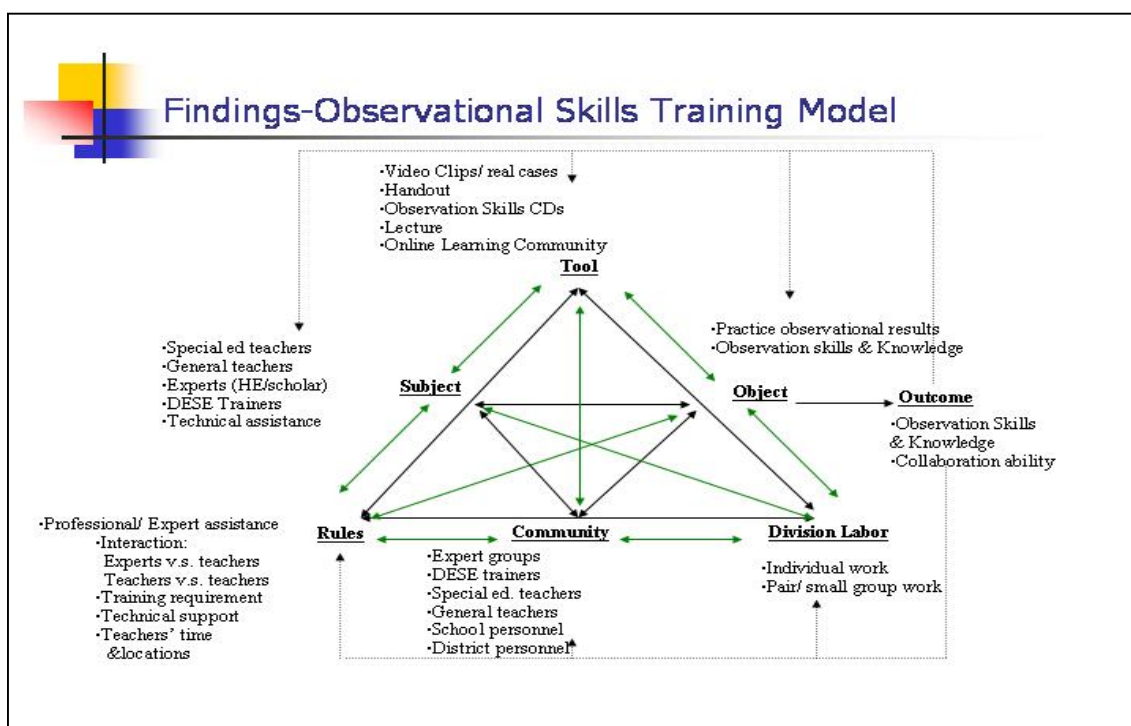 Findings-Observational Skills Training Model
·Video Clips/ real cases
·Handout
·Observation Skills CDs
·Lecture
·Online Learning Community
Tool
·Special ed teachers
·General teachers
·Experts (HE/scholar)
·DESE Trainers
·Technical assistance
Subject
·Practice observational results
·Observation skills & Knowledge
Object
Outcome
·Observation Skills
& Knowledge
·Collaboration ability
·Professional/ Expert assistance
·Interaction:
Experts v.s. teachers
Teachers v.s. teachers
·Training requirement
·Technical support
·Teachers’ time
&locations
Rules
Community
·Expert groups
·DESE trainers
·Special ed. teachers
·General teachers
·School personnel
·District personnel
Division Labor
·Individual work
·Pair/ small group work